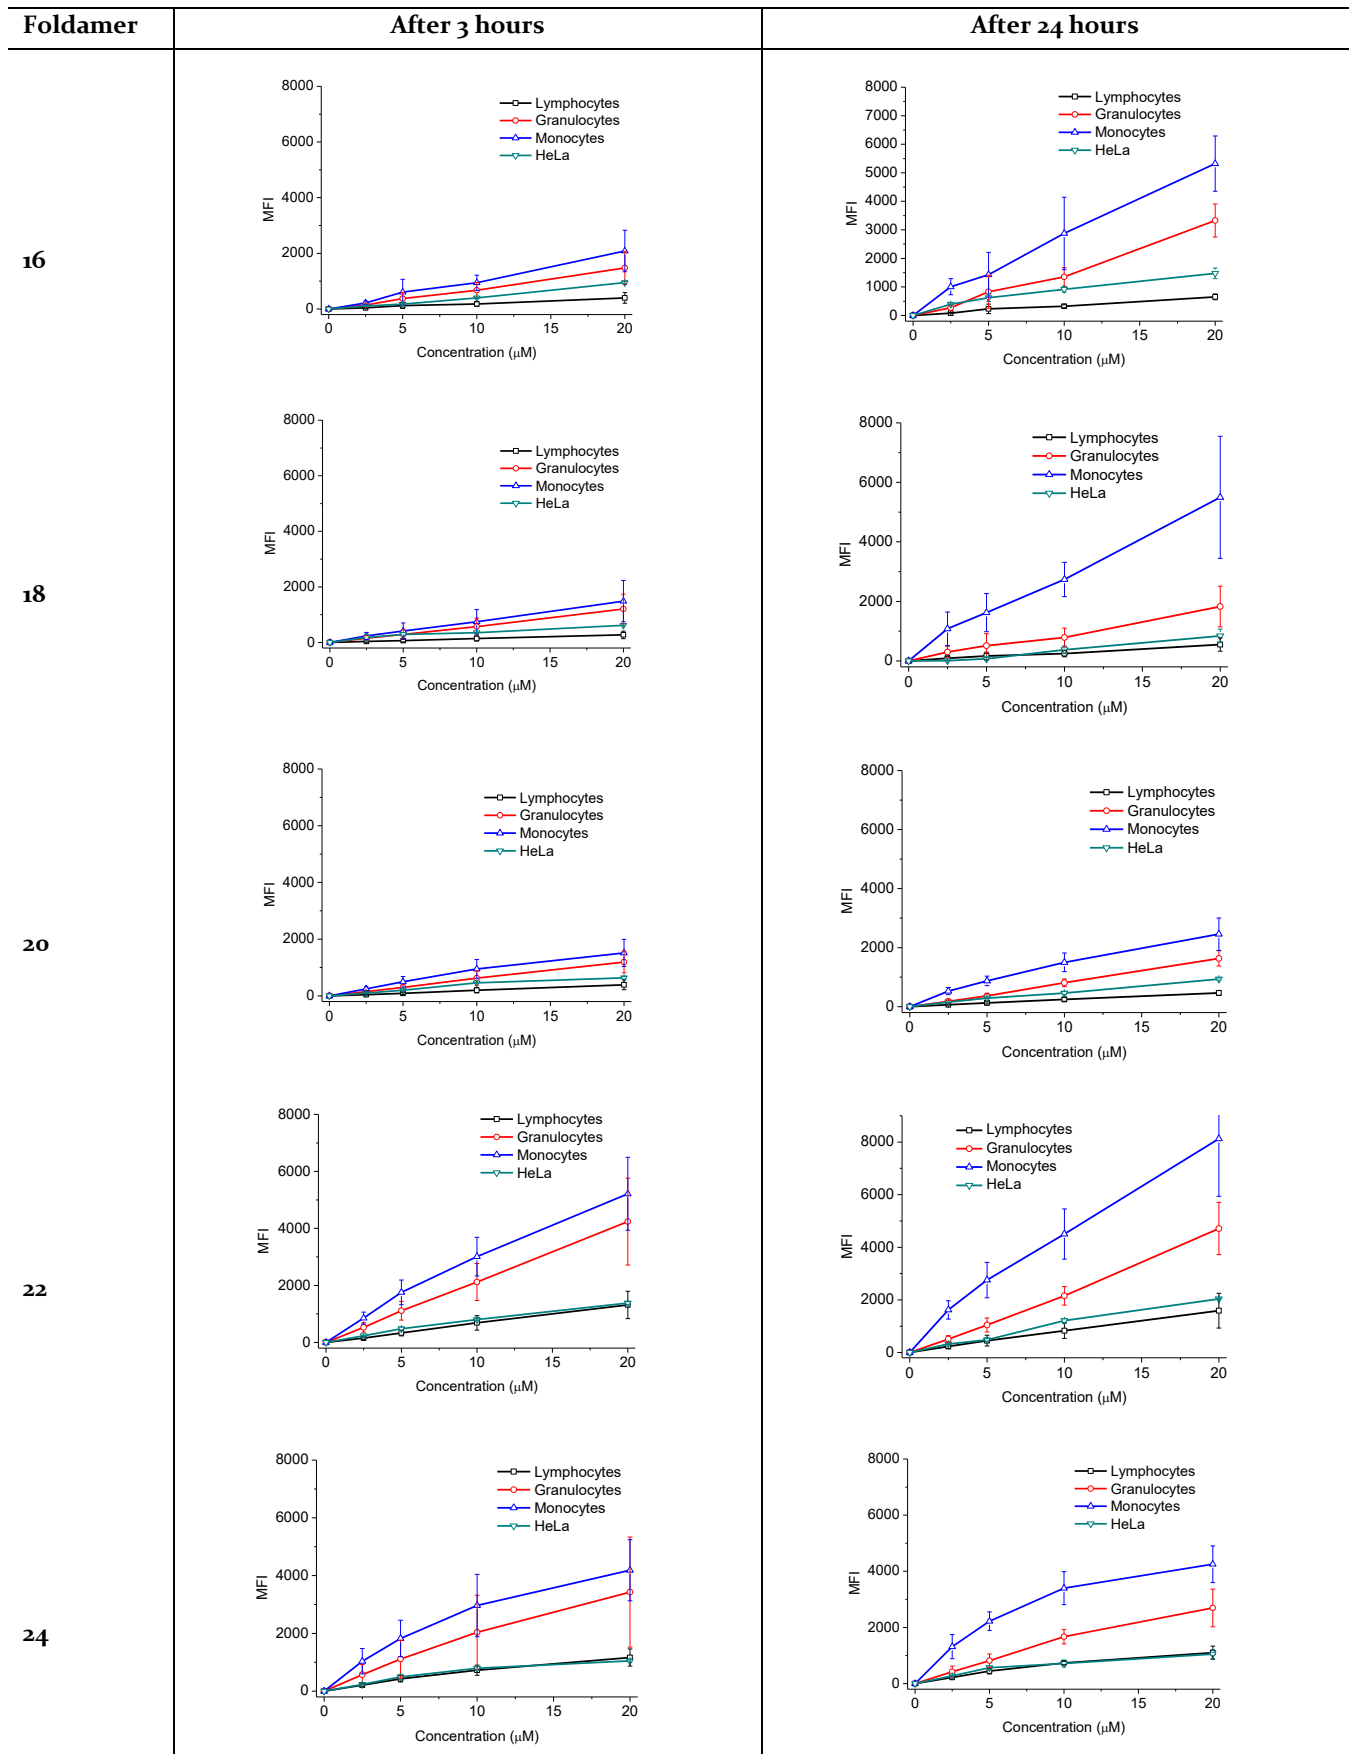 Foldamer After 3 hours After 24 hours
16
8000
6000
4000
2000
0
MFI
Lymphocytes
Granulocytes
Monocytes
HeLa
0 5 10 15 20
Concentration (μM)
8000
7000
6000
5000
4000
3000
2000
1000
0
MFI
Lymphocytes
Granulocytes
Monocytes
HeLa
0 5 10 15 20
Concentration (μM)
18
8000
6000
4000
2000
0
MFI
Lymphocytes
Granulocytes
Monocytes
HeLa
0 5 10 15 20
Concentration (μM)
8000
6000
4000
2000
0
MFI
Lymphocytes
Granulocytes
Monocytes
HeLa
0 5 10 15 20
Concentration (μM)
20
8000
6000
4000
2000
0
MFI
Lymphocytes
Granulocytes
Monocytes
HeLa
0 5 10 15 20
Concentration (μM)
8000
6000
4000
2000
0
MFI
Lymphocytes
Granulocytes
Monocytes
HeLa
0 5 10 15 20
Concentration (μM)
22
8000
6000
4000
2000
0
MFI
Lymphocytes
Granulocytes
Monocytes
HeLa
0 5 10 15 20
Concentration (μM)
8000
6000
4000
2000
0
MFI
Lymphocytes
Granulocytes
Monocytes
HeLa
0 5 10 15 20
Concentration (μM)
24
8000
6000
4000
2000
0
MFI
Lymphocytes
Granulocytes
Monocytes
HeLa
0 5 10 15 20
Concentration (μM)
8000
6000
4000
2000
0
MFI
Lymphocytes
Granulocytes
Monocytes
HeLa
0 5 10 15 20
Concentration (μM)